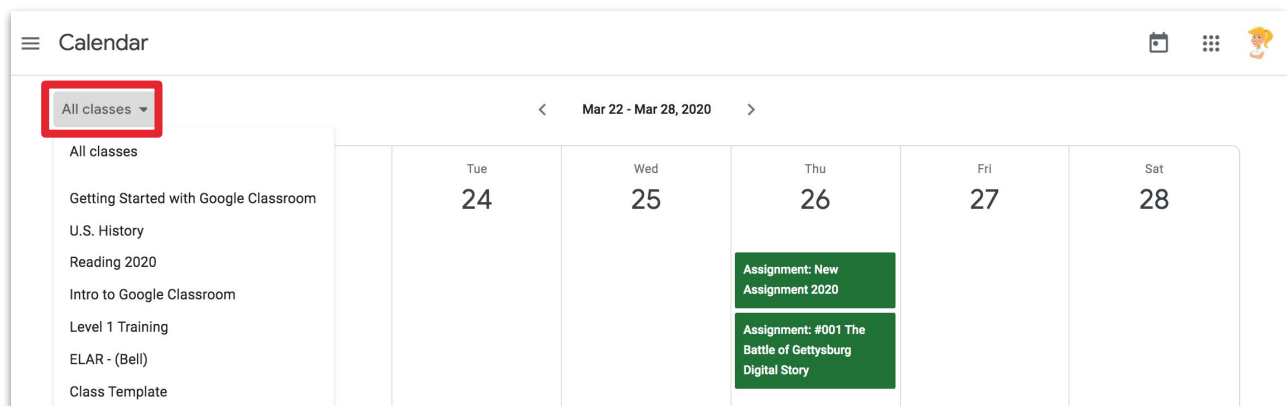 Calendar
All classes
Mar 22 - Mar 28, 2020
All classes
Getting Started with Google Classroom
U.S. History
Reading 2020
Intro to Google Classroom
Level 1 Training
ELAR - (Bell)
Class Template
Tue
24
Wed
25
Thu
26
Assignment: New
Assignment 2020
Assignment: #001 The
Battle of Gettysburg
Digital Story
Fri
27
Sat
28